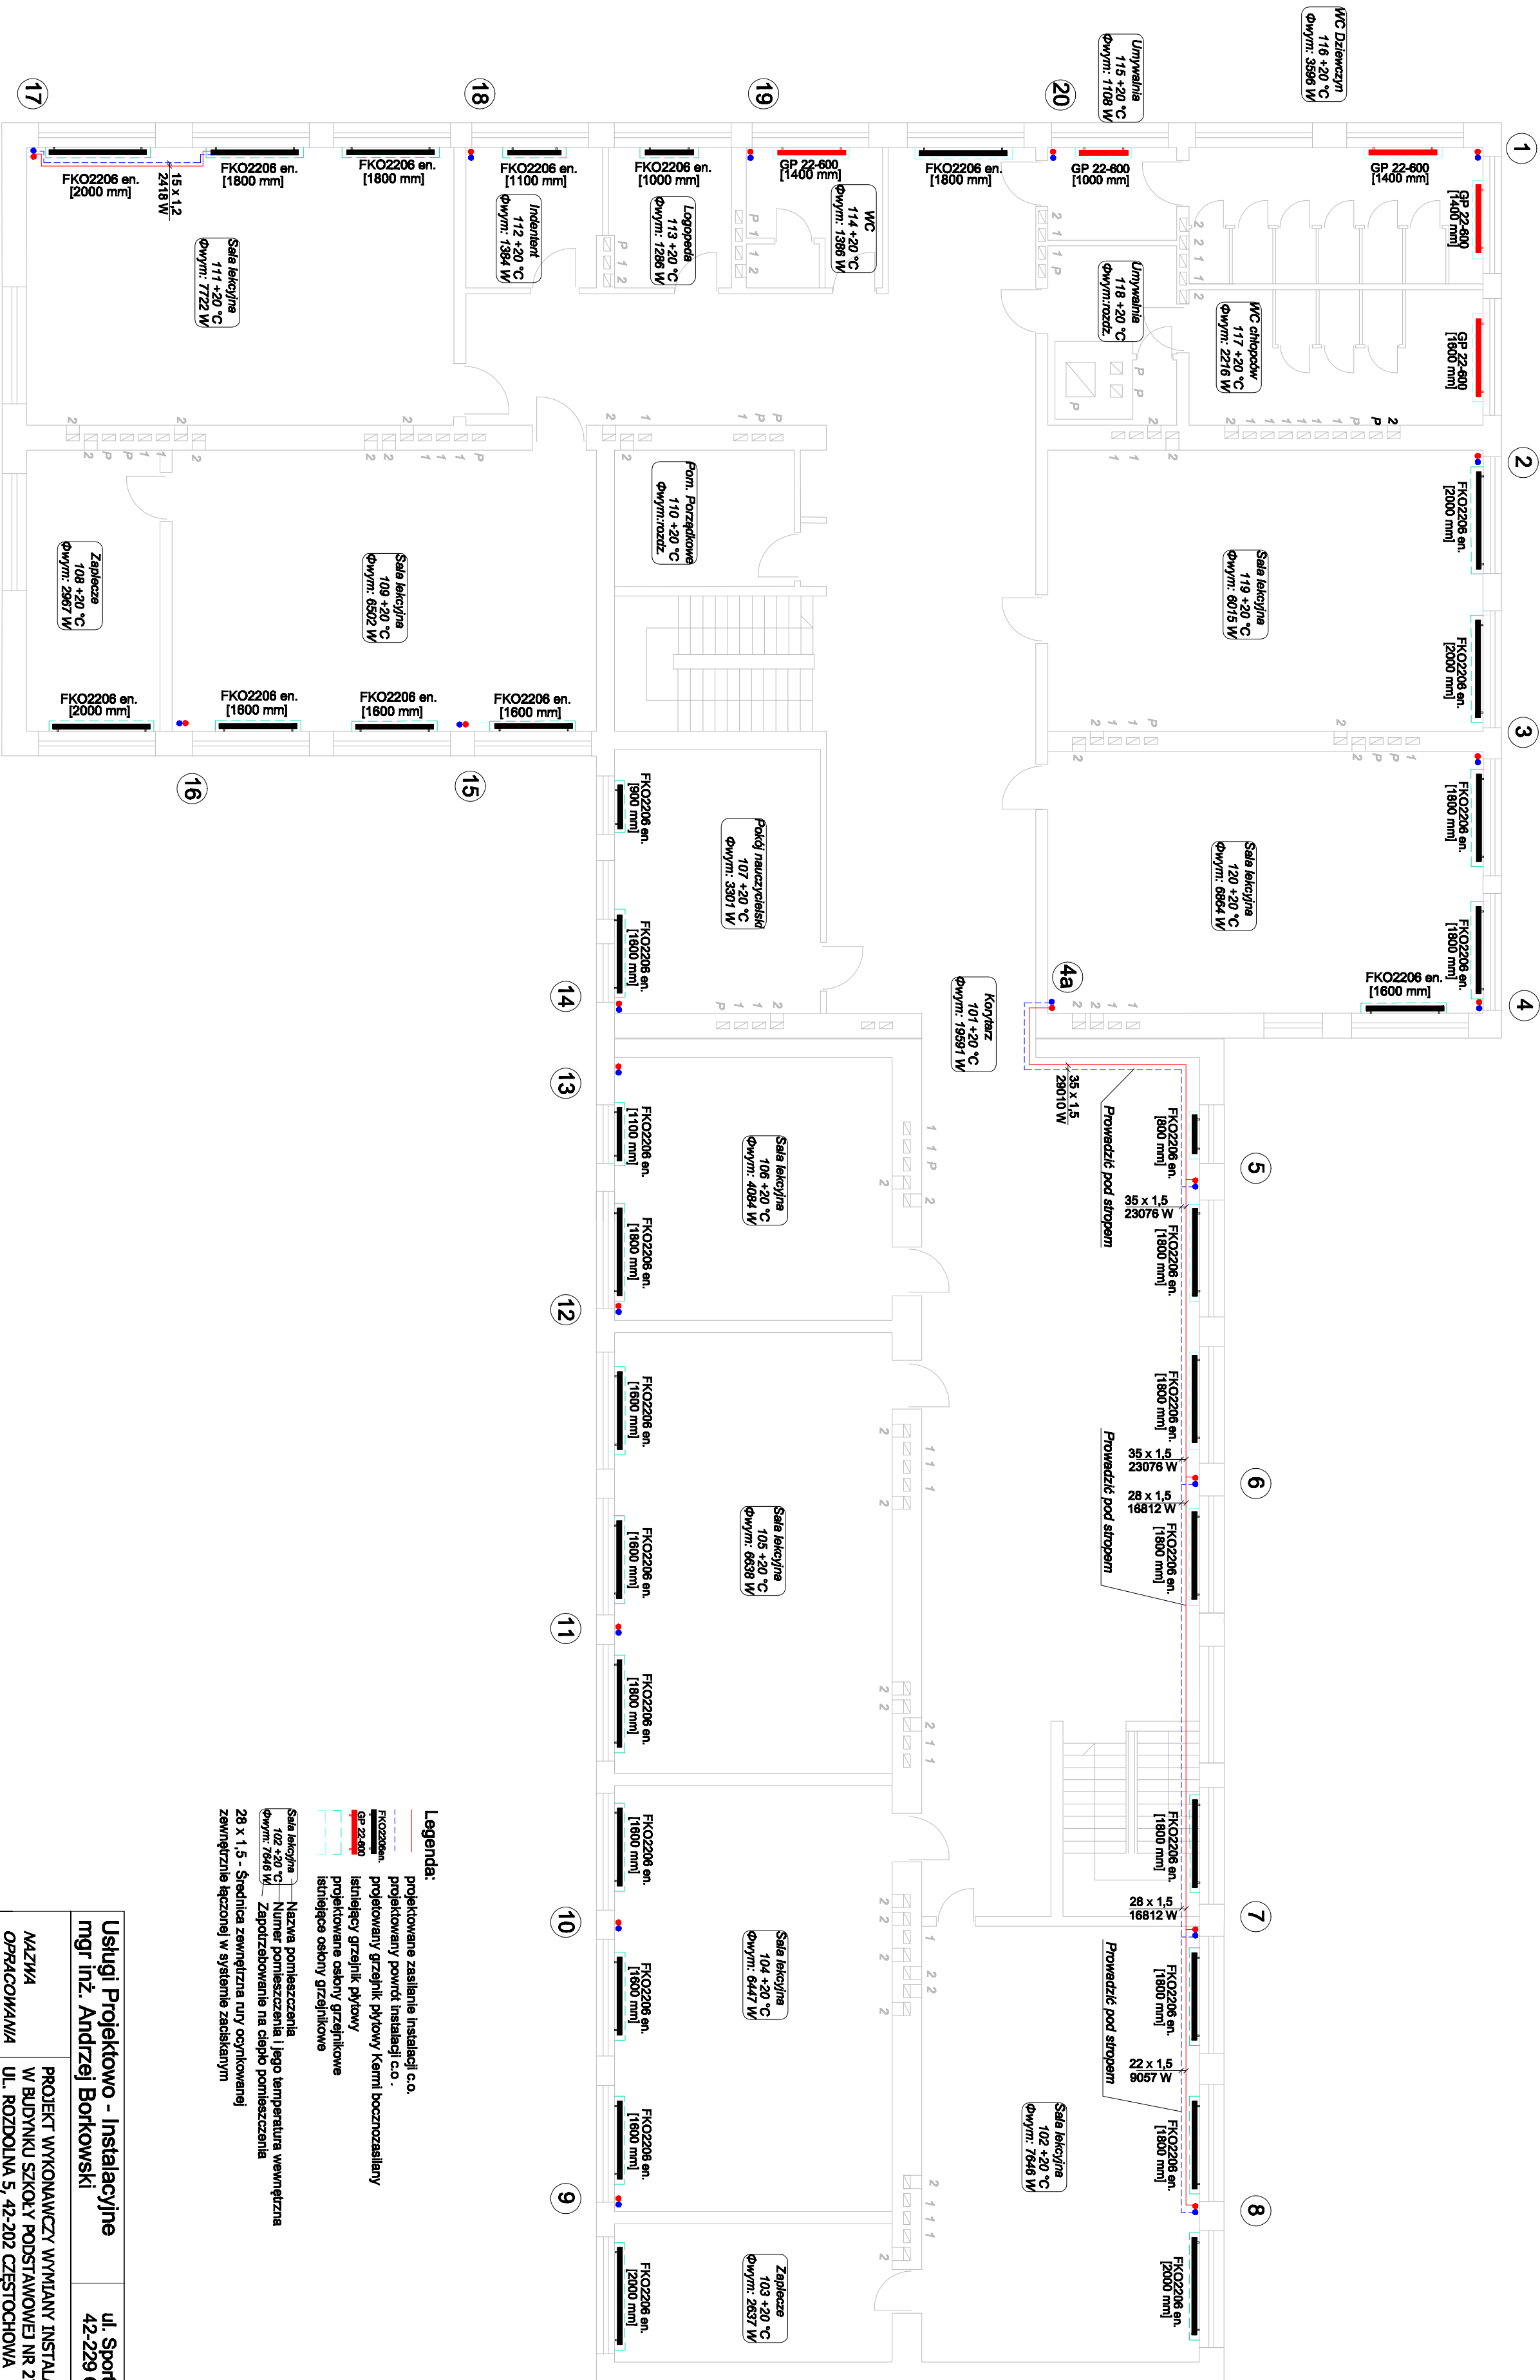 WC Dziewczyn
116 +20 °C
Φwym: 3596 W
Umywalnia
115 +20 °C
Φwym: 1108 W
17
18
19
20
1
FKO2206 en.
[2000 mm]
15 x 1,2
2418 W
FKO2206 en.
[1800 mm]
FKO2206 en.
[1800 mm]
FKO2206 en.
[1100 mm]
FKO2206 en.
[1000 mm]
GP 22-600
[1400 mm]
FKO2206 en.
[1800 mm]
GP 22-600
[1000 mm]
GP 22-600
[1400 mm]
GP 22-600
[1400 mm]
GP 22-600
[1600 mm]
Sala lekcyjna
111 +20 °C
Φwym: 7722 W
Indentent
112 +20 °C
Φwym: 1384 W
Logopeda
113 +20 °C
Φwym: 1286 W
WC
114 +20 °C
Φwym: 1386 W
Umywalnia
118 +20 °C
Φwym:rozdz.
WC chłopców
117 +20 °C
Φwym: 2216 W
2
Pom. Porządkowe
110 +20 °C
Φwym:rozdz.
Zaplecze
108 +20 °C
Φwym: 2967 W
Sala lekcyjna
109 +20 °C
Φwym: 6502 W
Sala lekcyjna
119 +20 °C
Φwym: 6015 W
FKO2206 en.
[2000 mm]
FKO2206 en.
[2000 mm]
3
FKO2206 en.
[2000 mm]
FKO2206 en.
[1600 mm]
FKO2206 en.
[1600 mm]
FKO2206 en.
[1600 mm]
16
15
FKO2206 en.
[900 mm]
FKO2206 en.
[1600 mm]
Pokój nauczycielski
107 +20 °C
Φwym: 3301 W
Sala lekcyjna
120 +20 °C
Φwym: 6864 W
FKO2206 en.
[1800 mm]
FKO2206 en.
[1800 mm]
FKO2206 en.
[1600 mm]
4
4a
14
13
Korytarz
101 +20 °C
Φwym: 19591 W
35 x 1,5
29010 W
Prowadzić pod stropem
FKO2206 en.
[800 mm]
5
35 x 1,5
23076 W
FKO2206 en.
[1800 mm]
FKO2206 en.
[1100 mm]
FKO2206 en.
[1800 mm]
Sala lekcyjna
106 +20 °C
Φwym: 4084 W
12
FKO2206 en.
[1800 mm]
35 x 1,5
23076 W
6
28 x 1,5
16812 W
Prowadzić pod stropem
FKO2206 en.
[1800 mm]
FKO2206 en.
[1600 mm]
FKO2206 en.
[1600 mm]
Sala lekcyjna
105 +20 °C
Φwym: 6638 W
11
FKO2206 en.
[1800 mm]
FKO2206 en.
[1800 mm]
28 x 1,5
16812 W
7
FKO2206 en.
[1600 mm]
10
FKO2206 en.
[1600 mm]
Sala lekcyjna
104 +20 °C
Φwym: 6447 W
Prowadzić pod stropem
FKO2206 en.
[1800 mm]
22 x 1,5
9057 W
FKO2206 en.
[1800 mm]
Sala lekcyjna
102 +20 °C
Φwym: 7646 W
8
FKO2206 en.
[1600 mm]
9
FKO2206 en.
[2000 mm]
Zaplecze
103 +20 °C
Φwym: 2637 W
FKO2206 en.
[2000 mm]
Legenda:
projektowane zasilanie instalacji c.o.
projektowany powrót instalacji c.o .
FKO2206en.
projetowany grzejnik płytowy Kermi bocznozasilany
GP 22-600
istniejący grzejnik płytowy
projektowane osłony grzejnikowe
istniejące osłony grzejnikowe
Sala lekcyjna
102 +20 °C
Φwym: 7646 W
Nazwa pomieszczenia
Numer pomieszczenia i jego temperatura wewnętrzna
Zapotrzebowanie na ciepło pomieszczenia
28 x 1,5 - Średnica zewnętrzna rury ocynkowanej
zewnętrznie łączonej w systemie zaciskanym
Usługi Projektowo - Instalacyjne
mgr inż. Andrzej Borkowski
42-229
NAZWA
OPRACOWANIA
PROJEKT WYKONAWCZY WYMIANY
W BUDYNKU SZKOŁY PODSTAWOWEJ NR
UL. ROZDOLNA 5, 42-202 CZĘSTOCHOWA